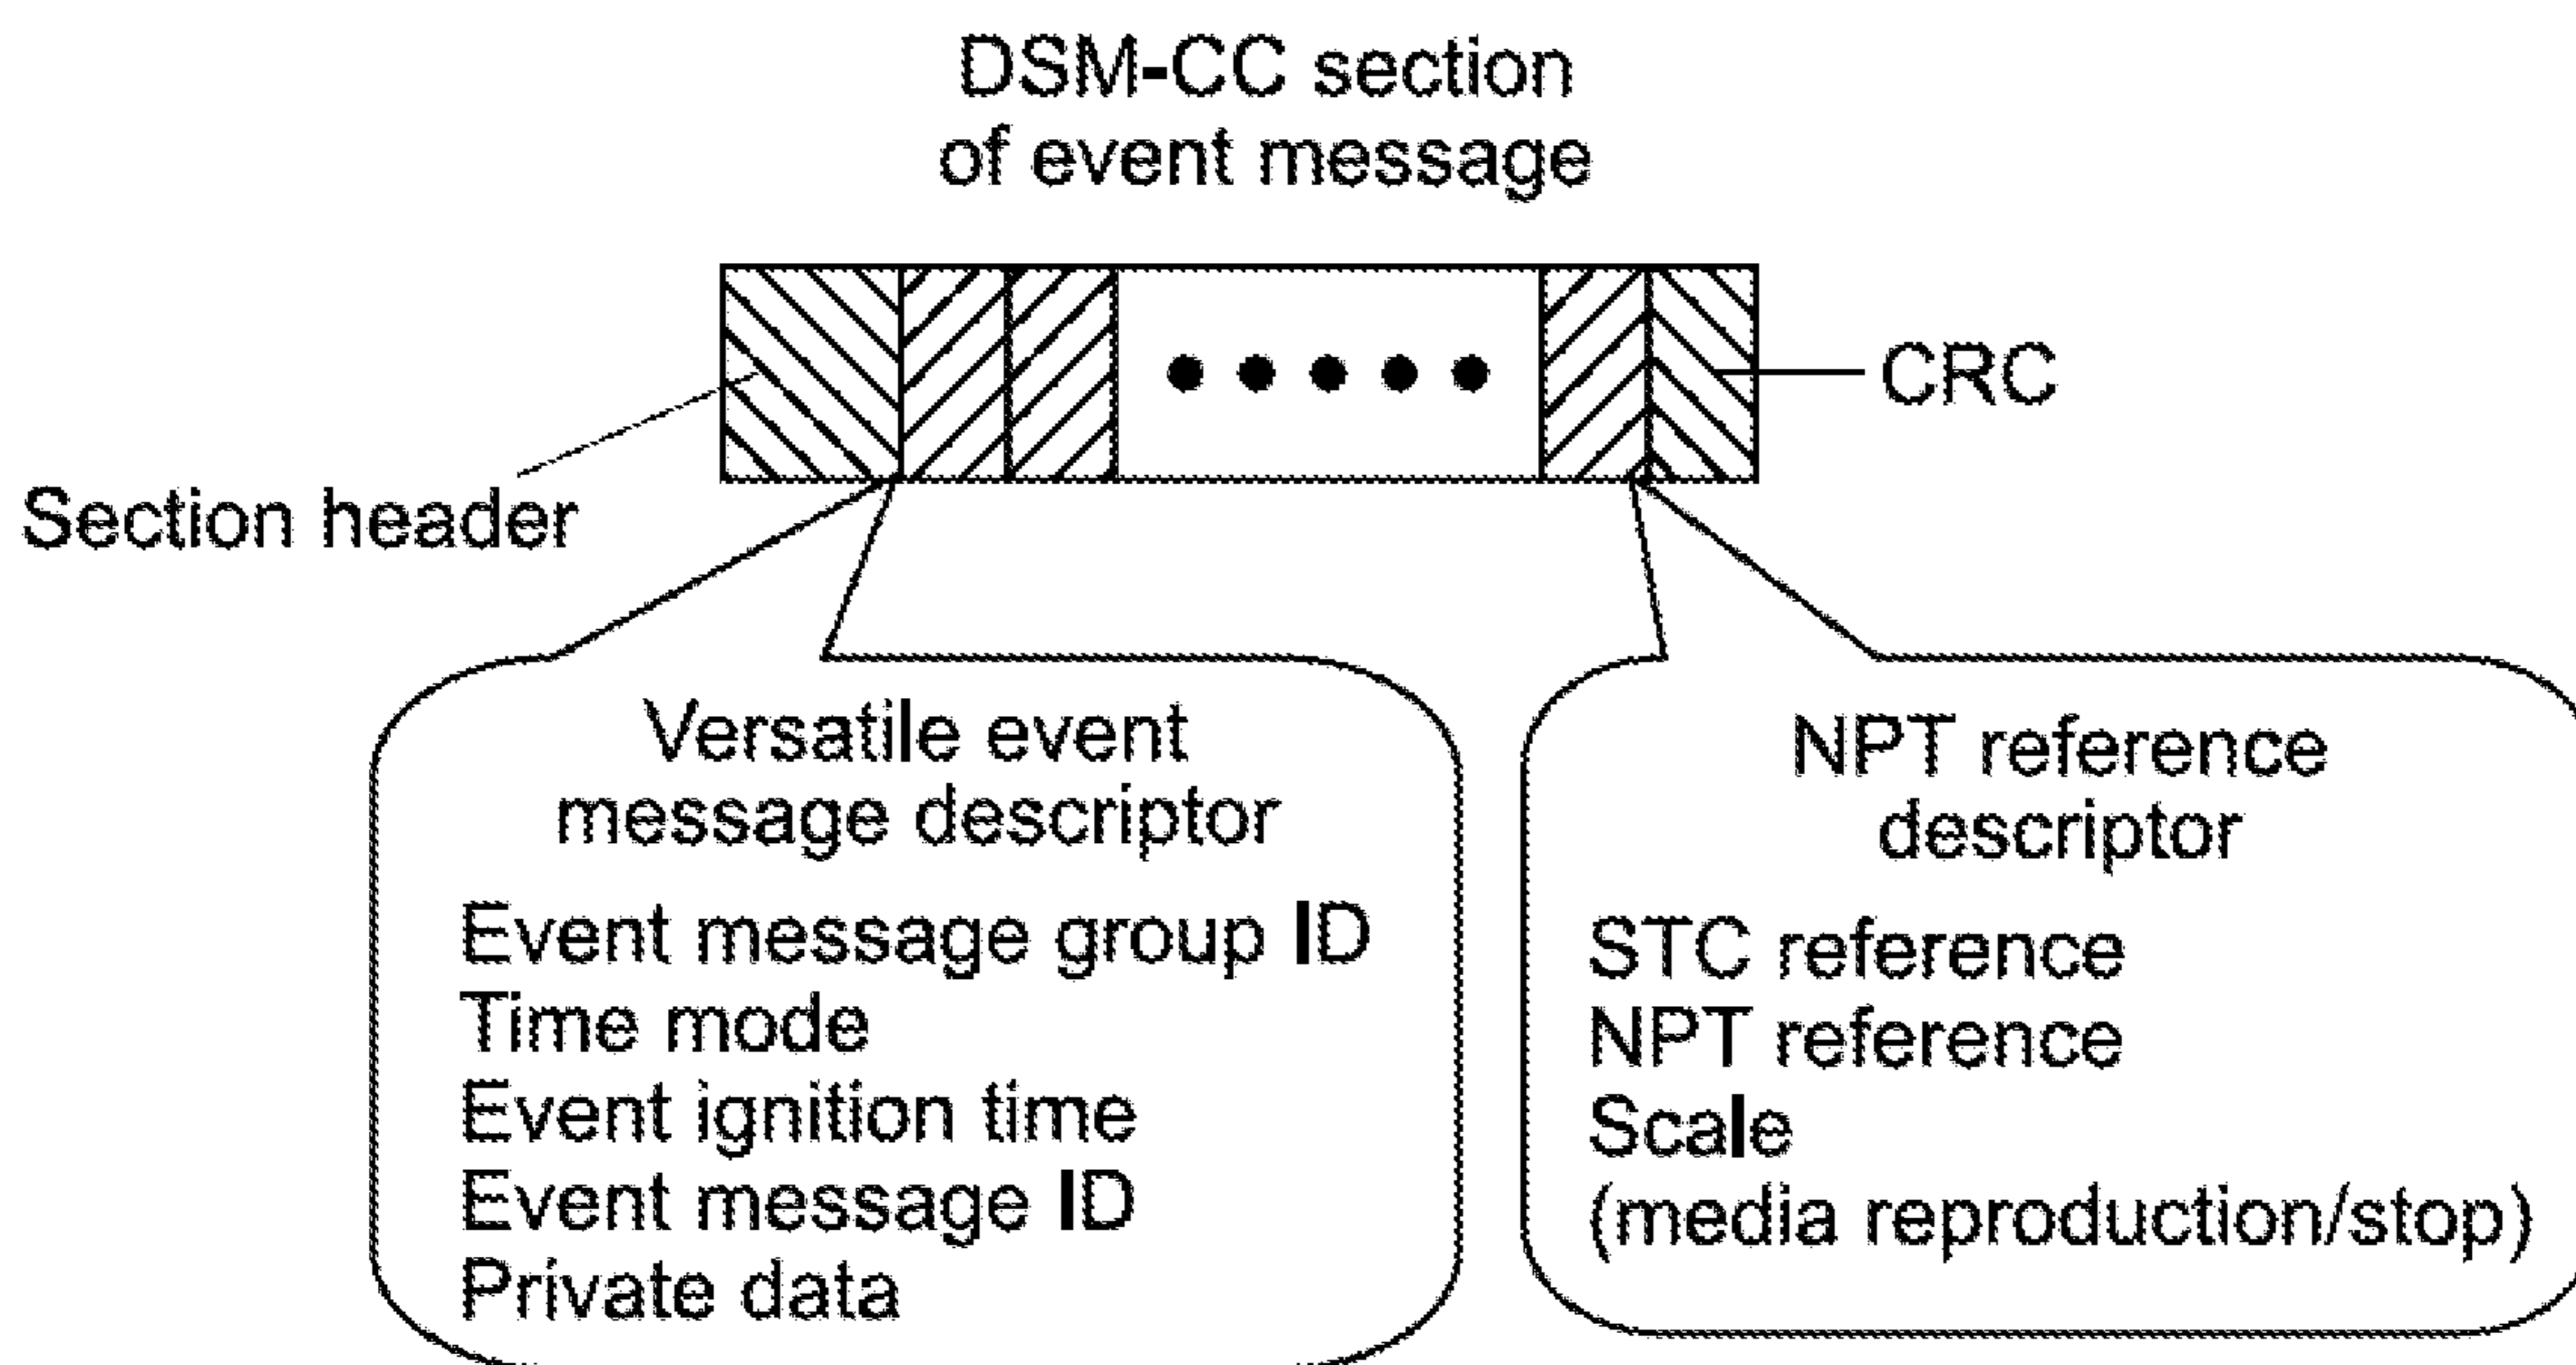 DSM-CC section
of event message
CRC
Section header
Versatile event
message descriptor
Event message group ID
Time mode
Event ignition time
Event message ID
Private data
NPT reference
descriptor
STC reference
NPT reference
Scale
(media reproduction/stop)